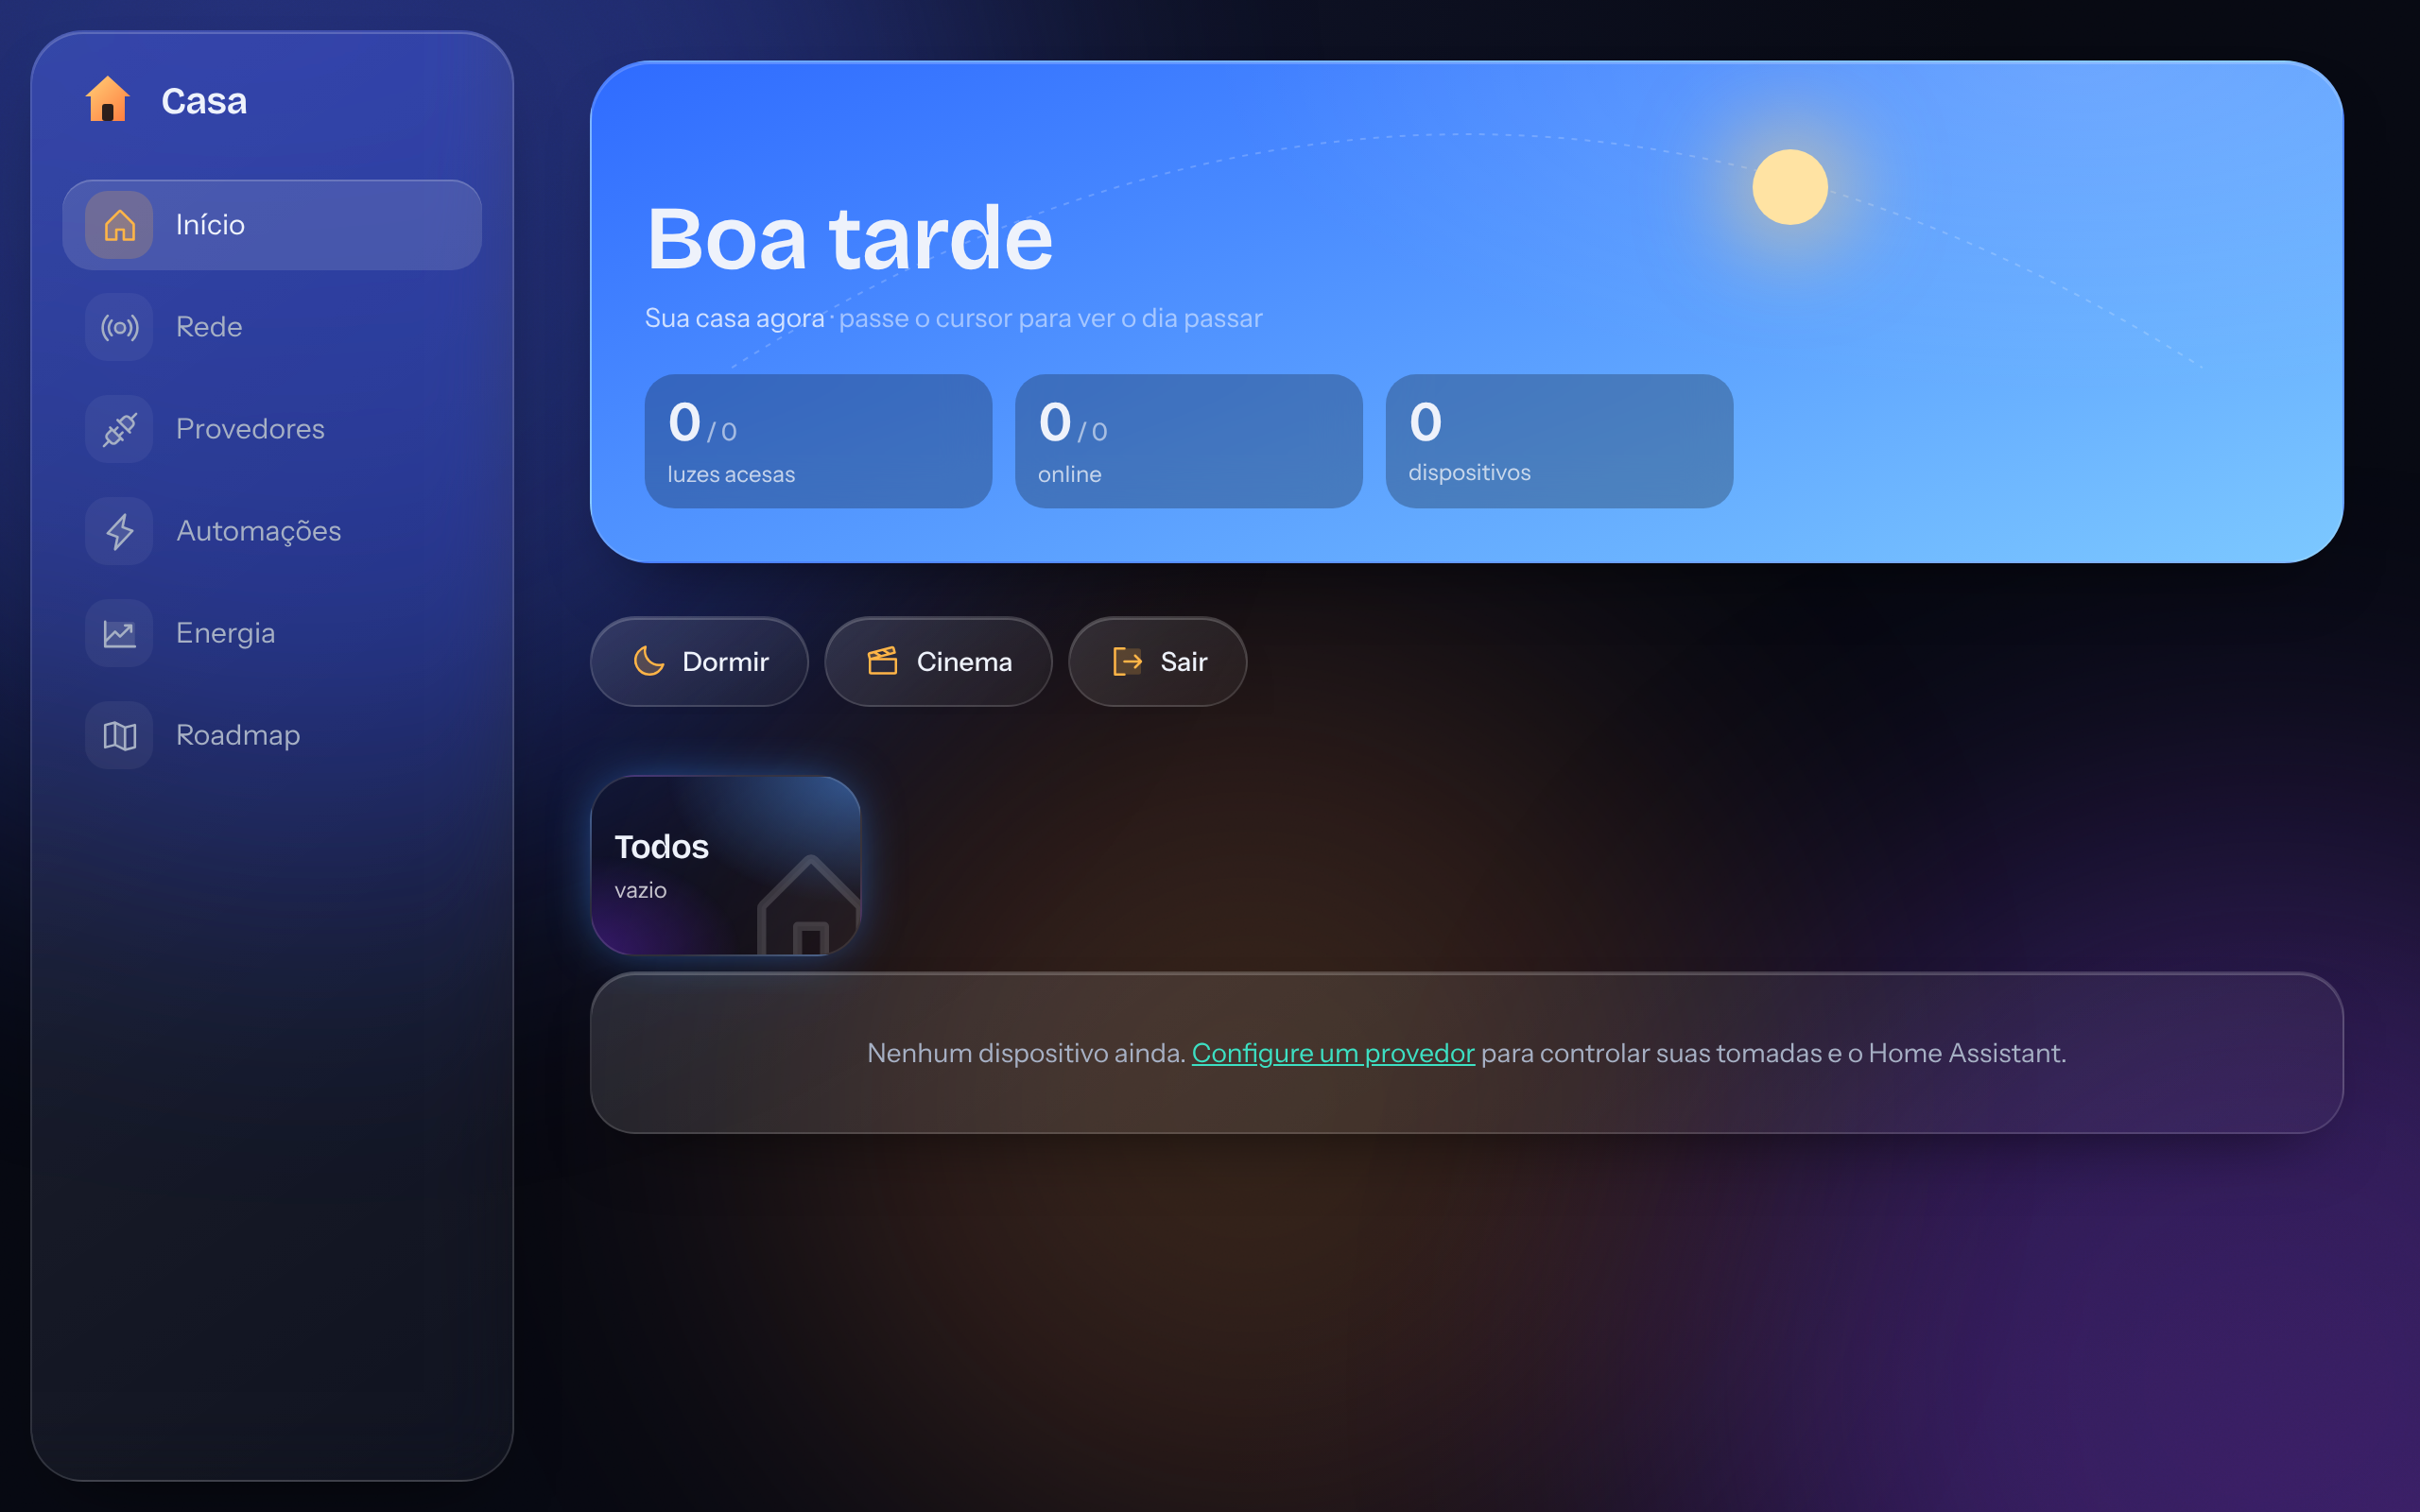 Casa
Início
Rede
Provedores
Automações
Energia
Roadmap
Boa tarde
Sua casa agora · passe o cursor para ver o dia passar
0 / 0
luzes acesas
0 / 0
online
0
dispositivos
Dormir
Cinema
Sair
Todos
vazio
Nenhum dispositivo ainda. Configure um provedor para controlar suas tomadas e o Home Assistant.